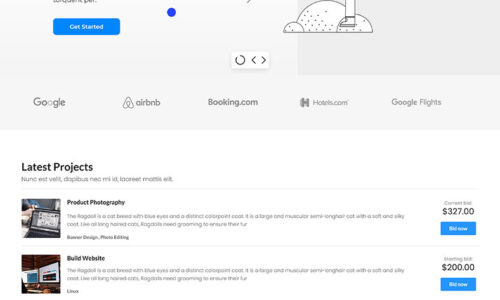 torquent per.
Get Started
Google
airbnb
Booking.com
Hotels.com
Google Flights
Latest Projects
Nunc est velit, dapibus nec mi id, laoreet mattis elit.
Product Photography
The Ragdoll is a cat breed with blue eyes and a distinct colorpoint coat. It is a large and muscular semi-longhair cat with a soft and silky
coat. Like all long haired cats, Ragdolls need grooming to ensure their fur
Banner Design, Photo Editing
Current bid:
$327.00
Bid now
Build Website
The Ragdoll is a cat breed with blue eyes and a distinct colorpoint coat. It is a large and muscular semi-longhair cat with a soft and silky
coat. Like all long haired cats, Ragdolls need grooming to ensure their fur
Linux
Starting bid:
$200.00
Bid now